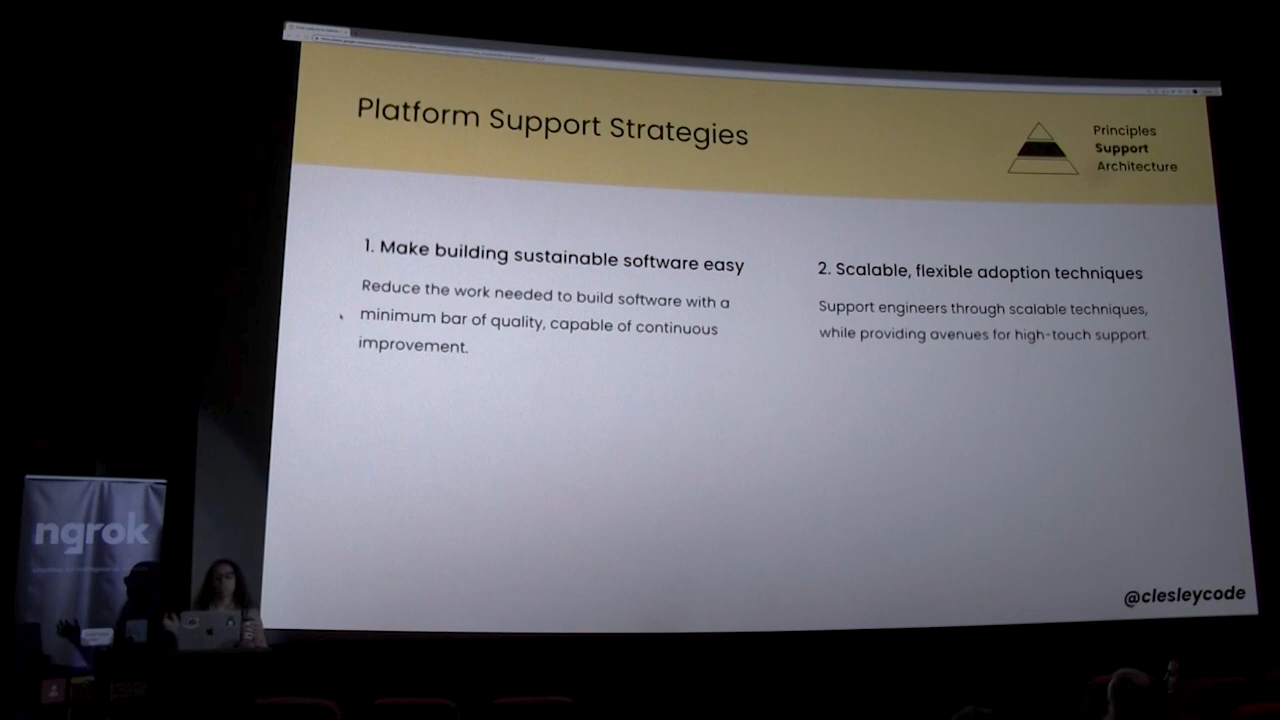 Platform Support Strategies
Principles
Support
Architecture
1. Make building sustainable software easy
Reduce the work needed to build software with a
minimum bar of quality, capable of continuous
improvement.
2. Scalable, flexible adoption techniques
Support engineers through scalable techniques,
while providing avenues for high-touch support.
@clesleycode
ngrok